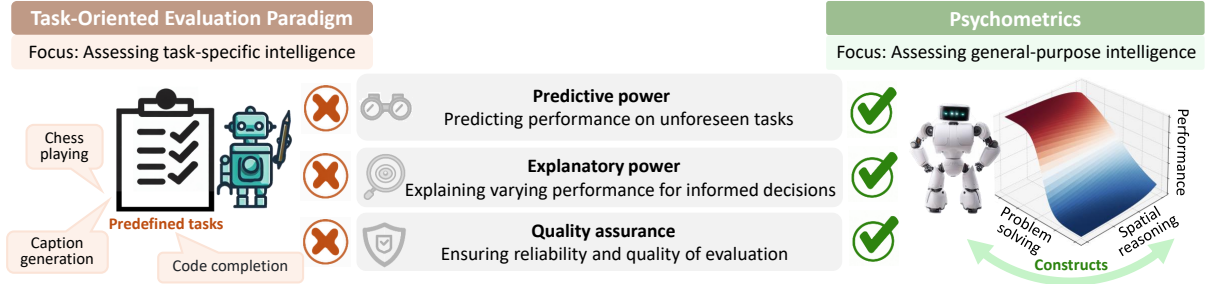 Task-Oriented Evaluation Paradigm
Focus: Assessing task-specific intelligence
Chess
playing
Predefined tasks
Caption
generation
Code completion
Predictive power
Predicting performance on unforeseen tasks
Explanatory power
Explaining varying performance for informed decisions
Quality assurance
Ensuring reliability and quality of evaluation
Psychometrics
Focus: Assessing general-purpose intelligence
Performance
Problem
solving
Spatial
reasoning
Constructs